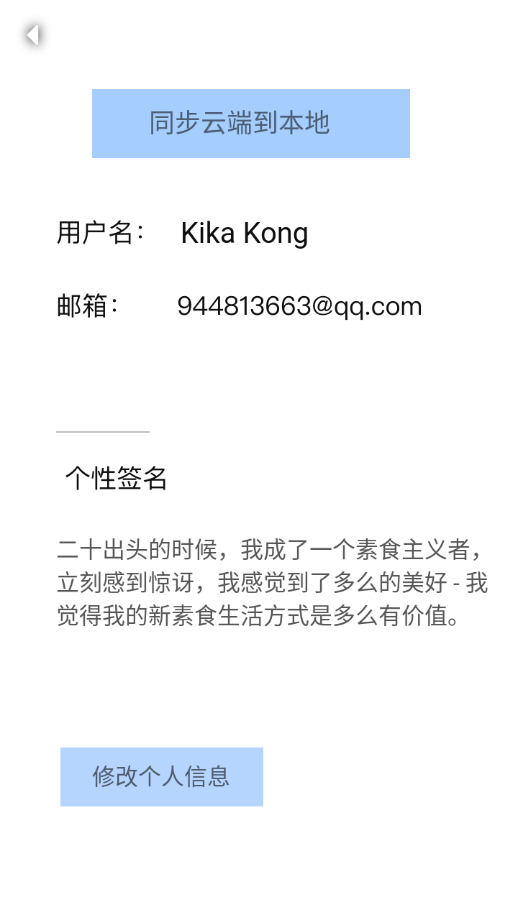 同步云端到本地
用户名： Kika Kong
邮箱： 944813663@qq.com
个性签名
二十出头的时候，我成了一个素食主义者，
立刻感到惊讶，我感觉到了多么的美好 - 我
觉得我的新素食生活方式是多么有价值。
修改个人信息